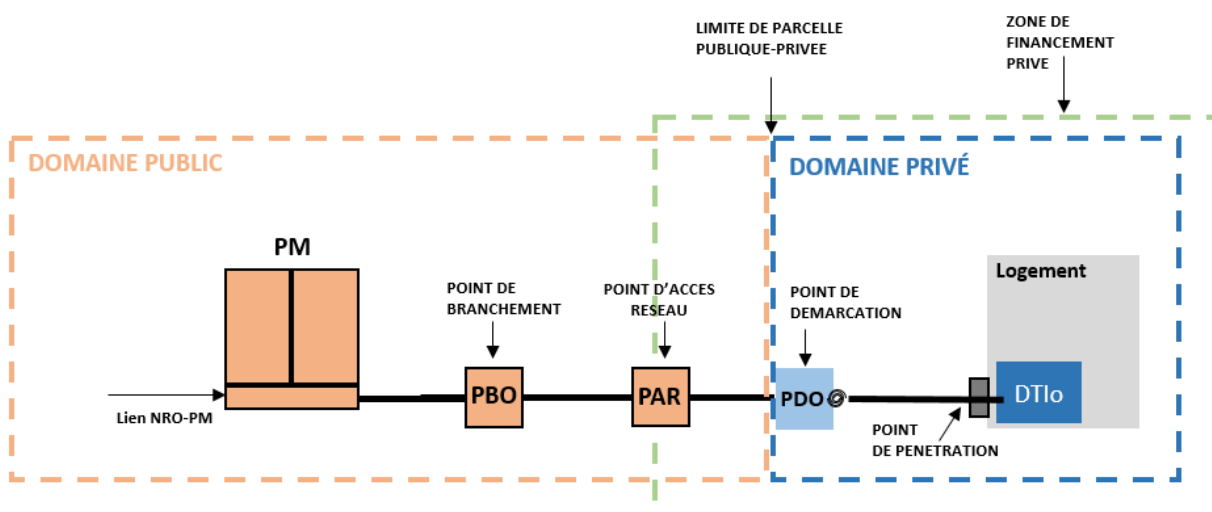 LIMITE DE PARCELLE
PUBLIQUE-PRIVEE
ZONE DE
FINANCEMENT
PRIVE
DOMAINE PUBLIC
DOMAINE PRIVÉ
PM
Logement
POINT DE
BRANCHEMENT
POINT D'ACCES
RESEAU
POINT DE
DEMARCATION
PBO
PAR
PDO
DTIo
Lien NRO-PM
POINT
DE PENETRATION